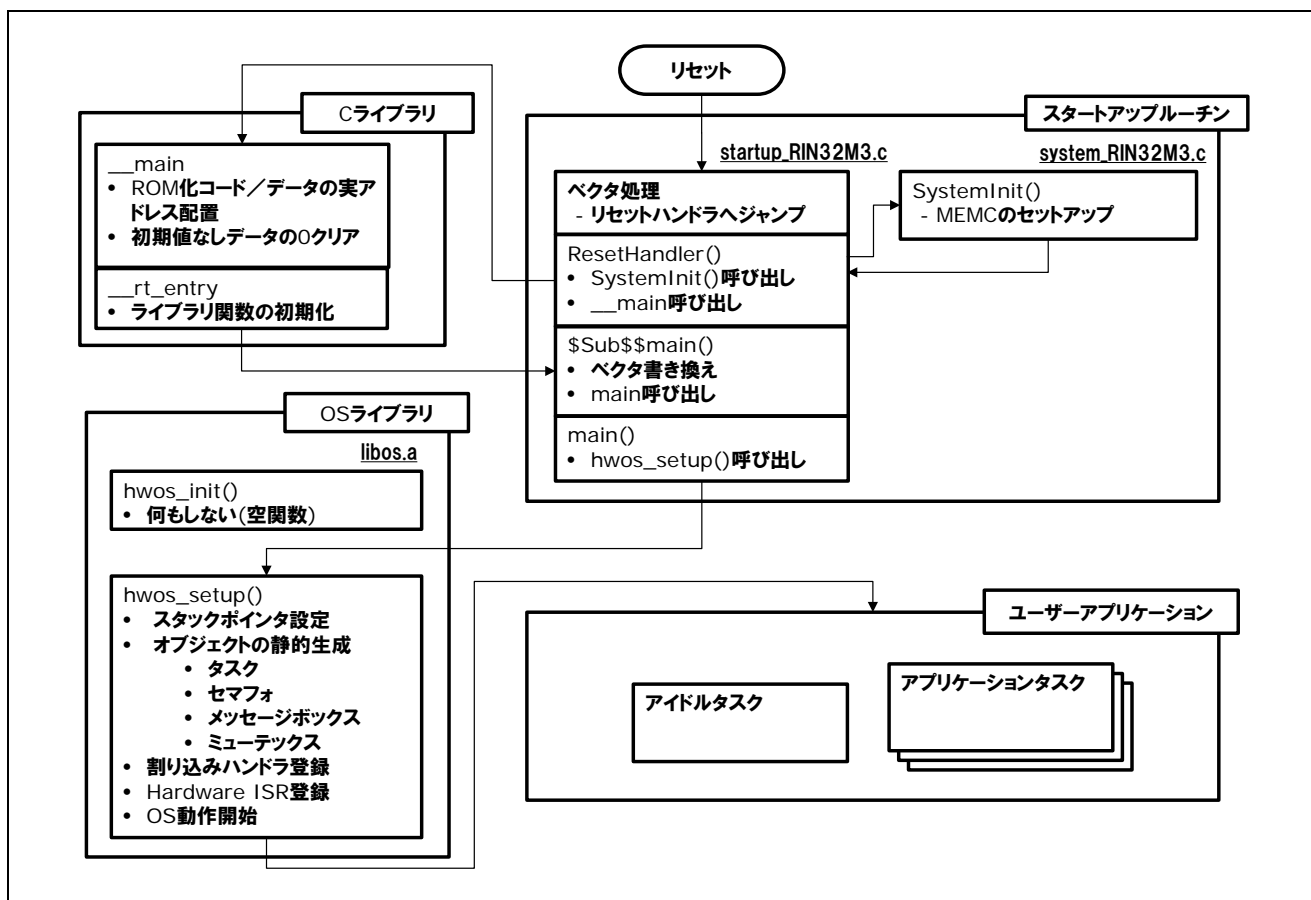 リセット
Cライブラリ
__main
• ROM化コード／データの実ア
ドレス配置
• 初期値なしデータの0クリア
__rt_entry
• ライブラリ関数の初期化
スタートアップルーチン
startup_RIN32M3.c
system_RIN32M3.c
ベクタ処理
- リセットハンドラへジャンプ
ResetHandler()
• SystemInit()呼び出し
• __main呼び出し
$Sub$$main()
• ベクタ書き換え
• main呼び出し
main()
• hwos_setup()呼び出し
SystemInit()
- MEMCのセットアップ
OSライブラリ
libos.a
hwos_init()
• 何もしない(空関数)
hwos_setup()
• スタックポインタ設定
• オブジェクトの静的生成
• タスク
• セマフォ
• メッセージボックス
• ミューテックス
• 割り込みハンドラ登録
• Hardware ISR登録
• OS動作開始
ユーザーアプリケーション
アイドルタスク
アプリケーションタスク